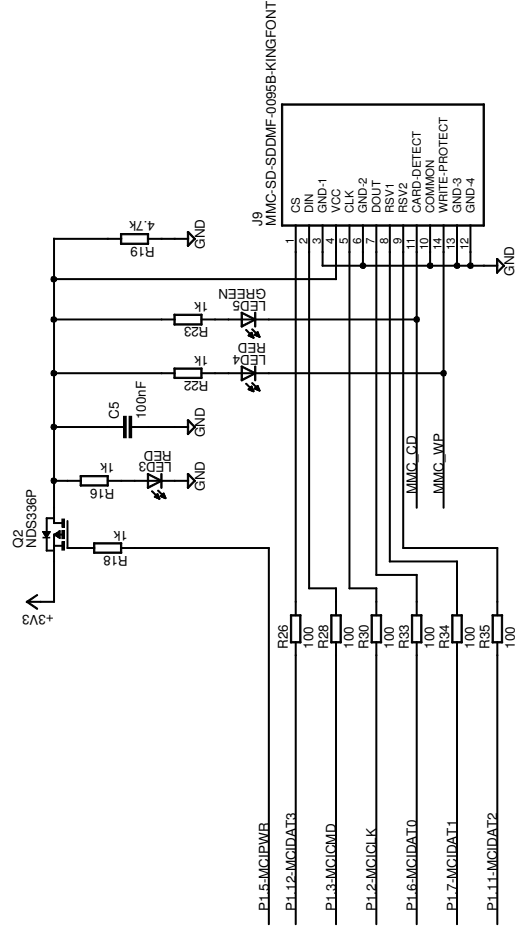 J9
MMC-SD-SDDMF-0095B-KINGFONT
1 CS
2 DIN
3 GND-1
4 VCC
5 CLK
6 GND-2
7 DOUT
8 RSV1
9 RSV2
11 CARD-DETECT
10 COMMON
14 WRITE-PROTECT
13 GND-3
12 GND-4
GND
R19
4.7k
GND
R23
1k
LED5
GREEN
R22
1k
LED4
RED
C5
100nF
GND
R16
1k
LED3
RED
GND
Q2
NDS336P
+3V3
R18
1k
MMC_CD
MMC_WP
R26
100
R28
100
R30
100
R33
100
R34
100
R35
100
P1.5-MCIPWR
P1.12-MCIDAT3
P1.3-MCICMD
P1.2-MCICLK
P1.6-MCIDAT0
P1.7-MCIDAT1
P1.11-MCIDAT2